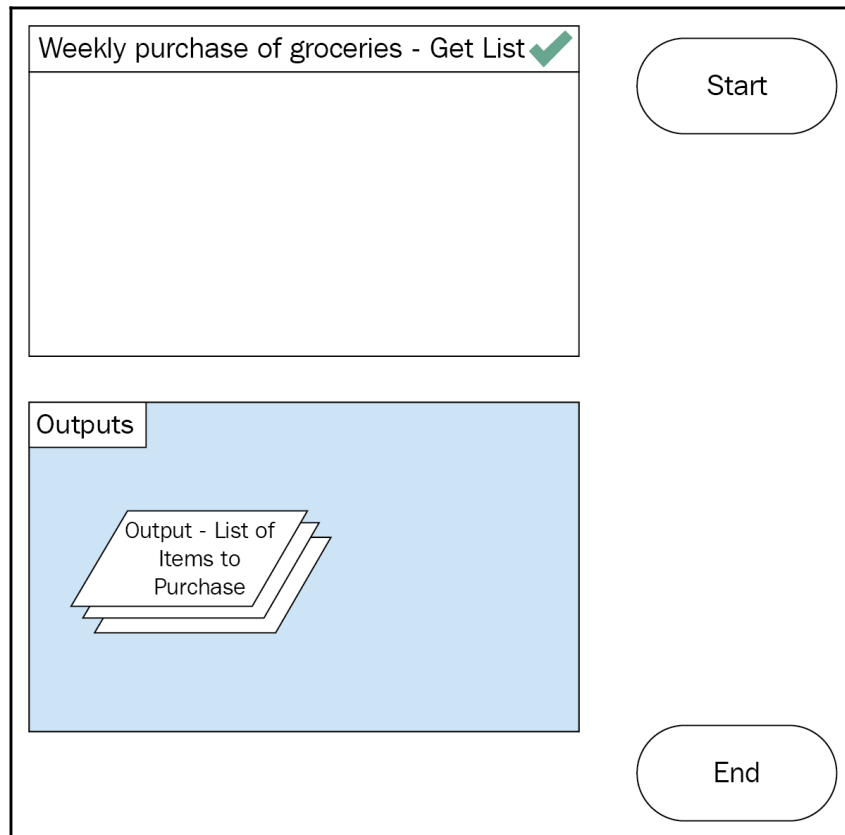 Weekly purchase of groceries - Get List
Start
Outputs
Output - List of
Items to
Purchase
End